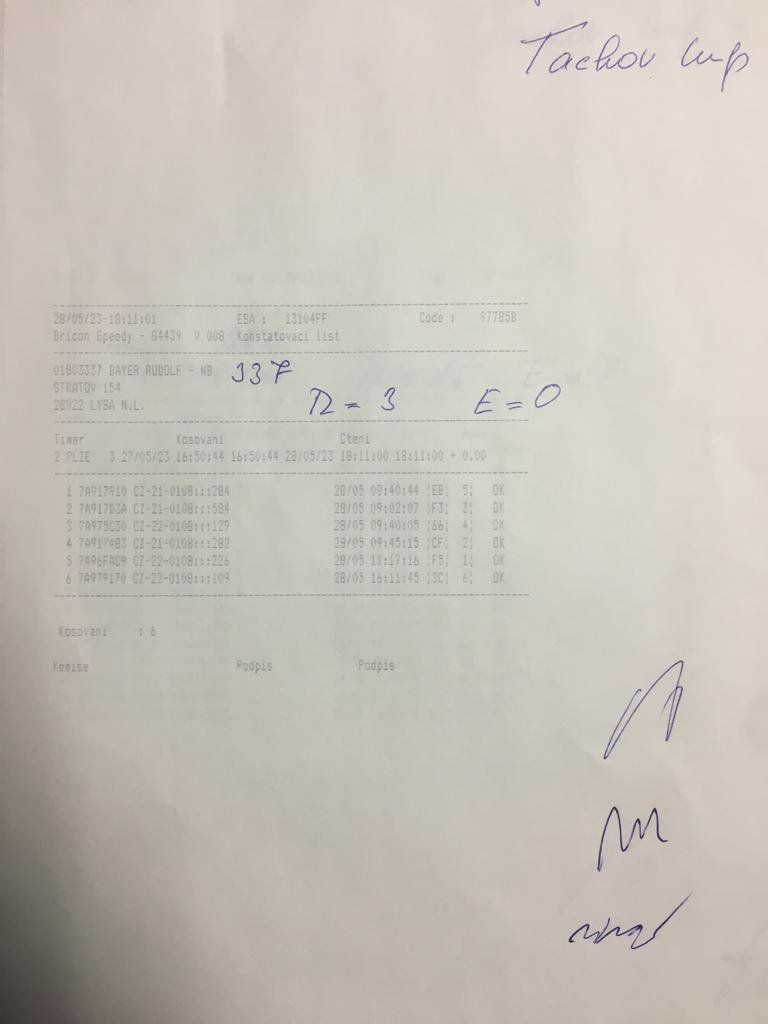 Tachov Cup
28/05/23-18:11:01 ESA : 13104FF Code : 97785B
Bricon Speedy - 84439 V 008 Konstatovaci list
01803337 BAYER RUDOLF - NB 337
STRATOV 154
28922 LYSA N.L. = 3 E = 0
Timer Kosovani Cteni
2 PLZE 3 27/05/23 16:50:44 16:50:44 28/05/23 18:11:00 18:11:00 + 0.00
1 7A917910 CZ-21-0108:::284 28/05 08:40:44 ¦EB¦ 5¦ OK
2 7A917D3A CZ-21-0108:::584 28/05 09:02:07 ¦F3¦ 3¦ OK
3 7A975C30 CZ-22-0108:::129 28/05 09:40:05 ¦66¦ 4¦ OK
4 7A917483 CZ-21-0108:::282 28/05 09:45:15 ¦CF¦ 2¦ OK
5 7A96FAD9 CZ-22-0108:::226 28/05 11:17:16 ¦F5¦ 1¦ OK
6 7A979170 CZ-22-0108:::109 28/05 16:11:45 ¦3C¦ 6¦ OK
Kosovani : 6
Komise Podpis Podpis